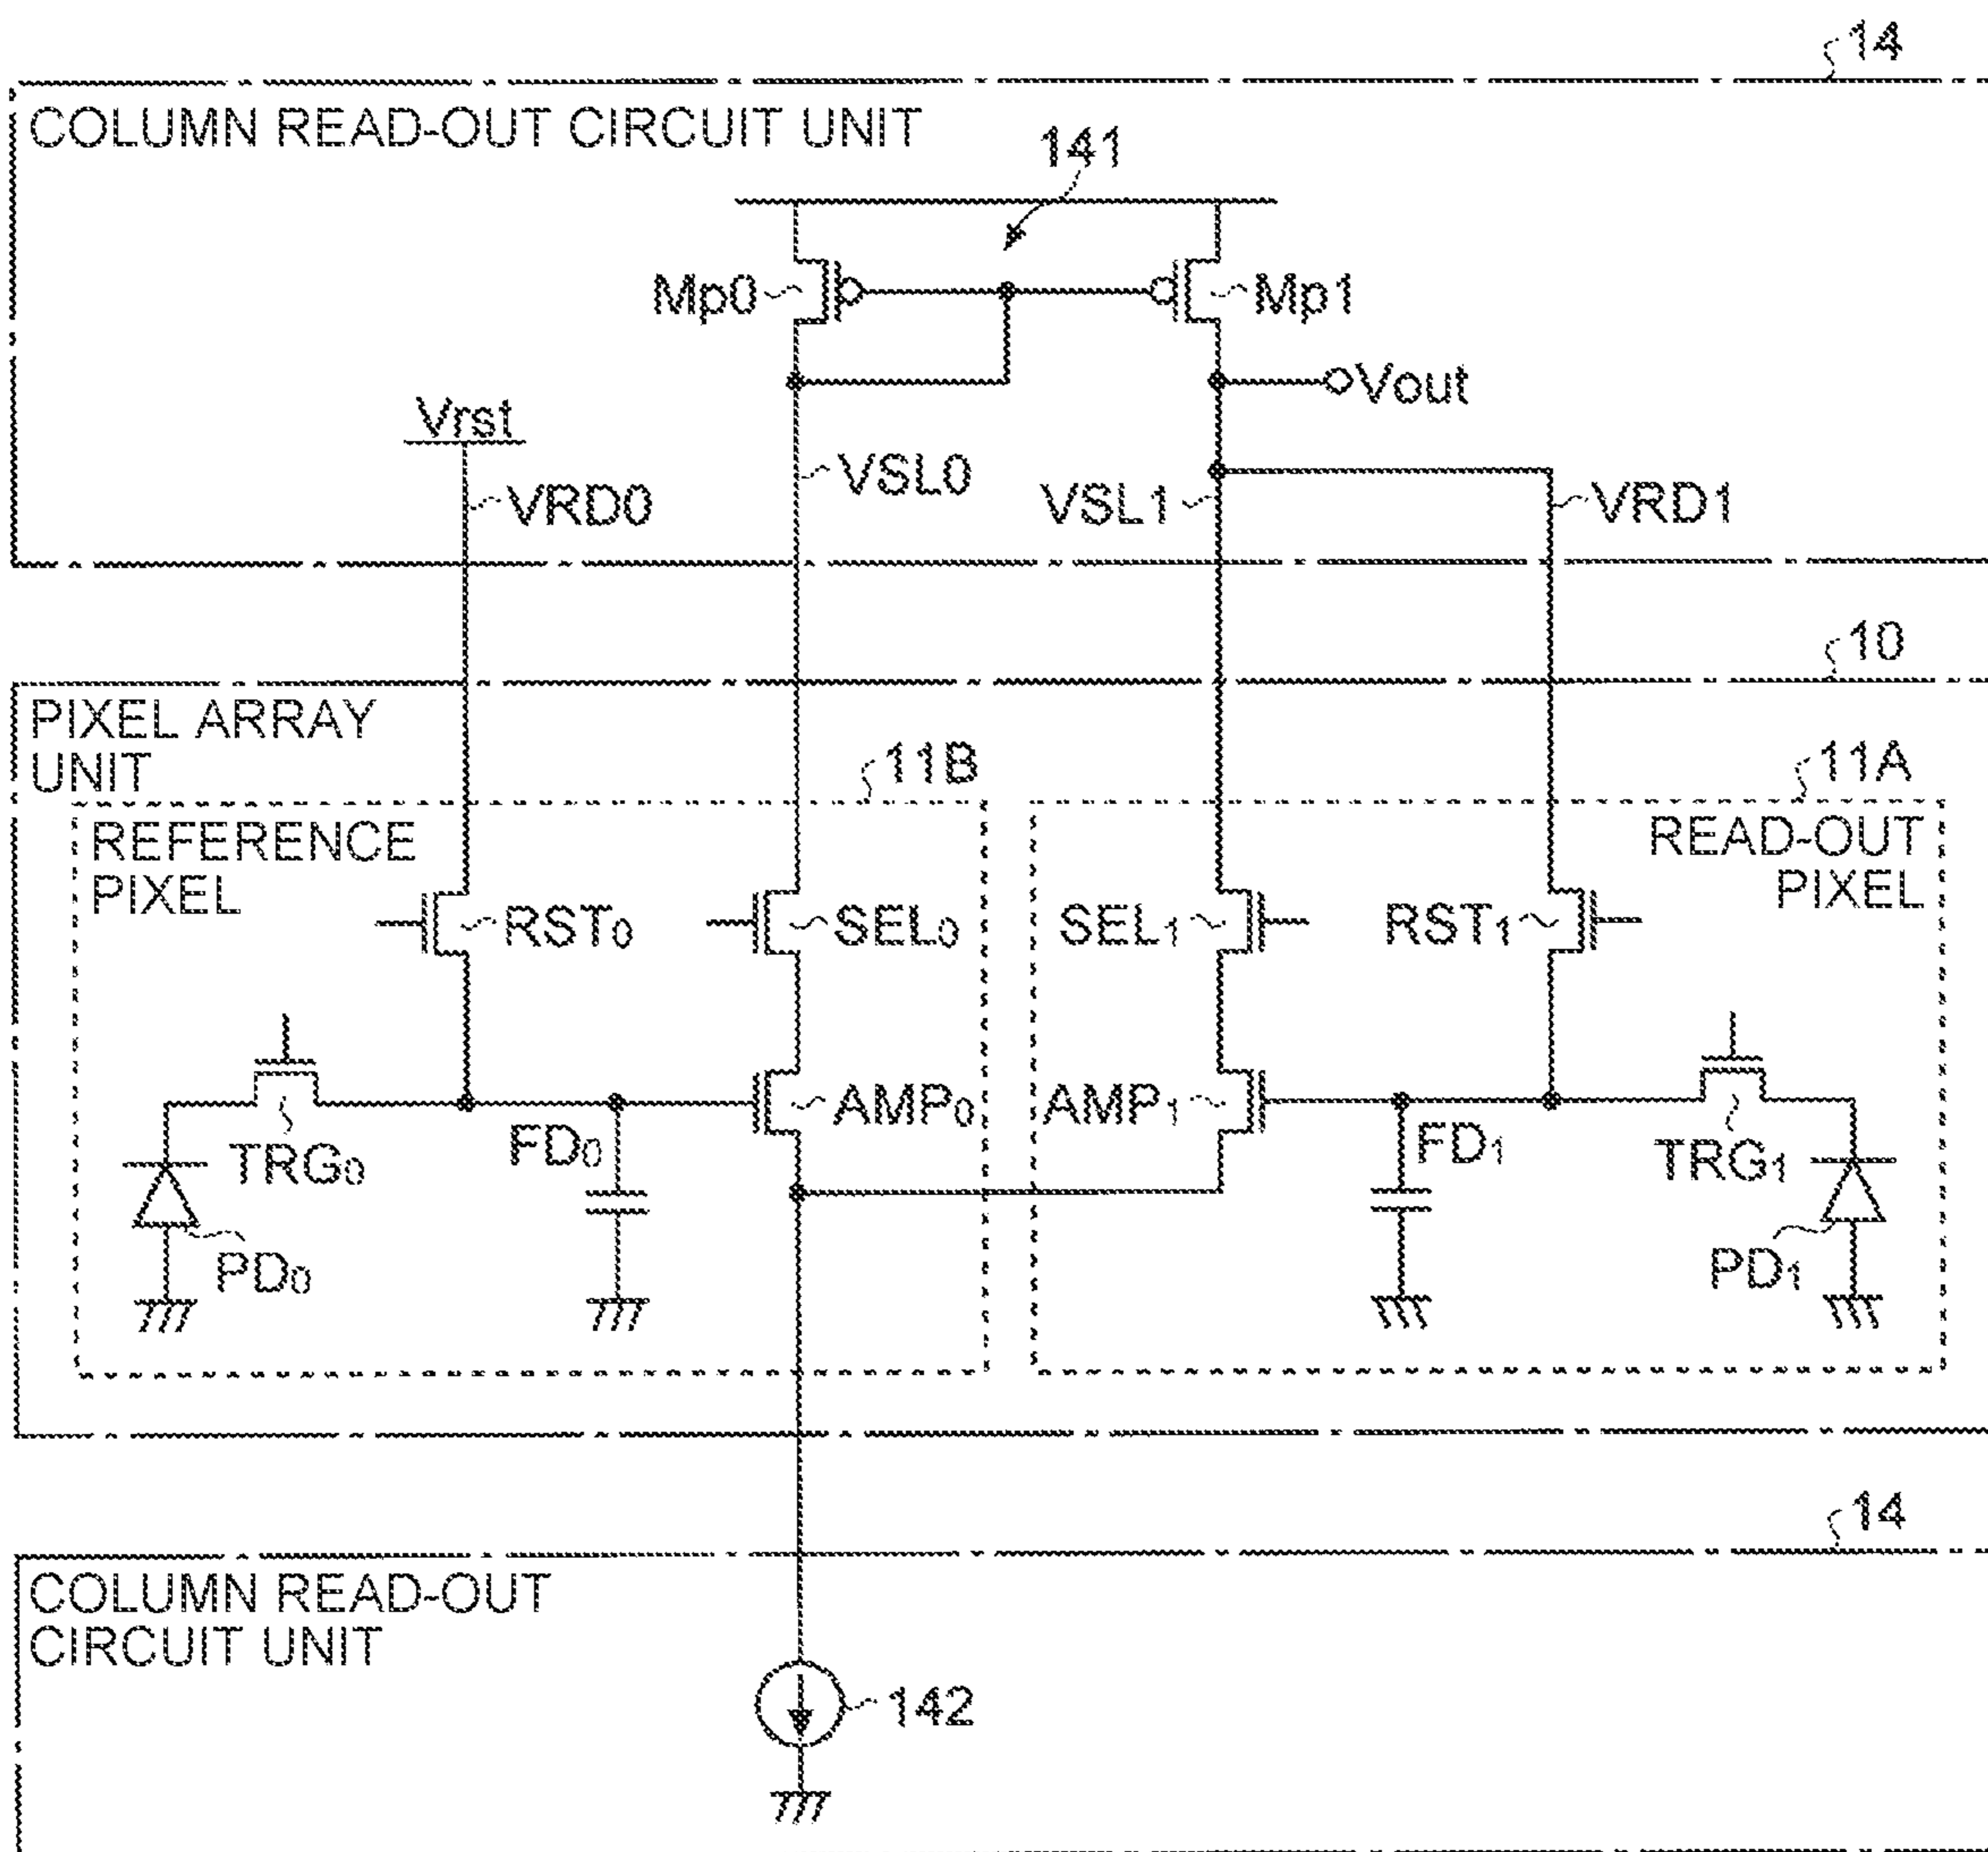 14
COLUMN READ-OUT CIRCUIT UNIT
141
Mp0
Mp1
Vout
Vrst
VRD0
VSL0
VSL1
VRD1
10
PIXEL ARRAY
UNIT
11B
11A
REFERENCE
PIXEL
READ-OUT
PIXEL
RST0
SEL0
SEL1
RST1
AMP0
AMP1
TRG0
FD0
FD1
TRG1
PD0
PD1
14
COLUMN READ-OUT
CIRCUIT UNIT
142